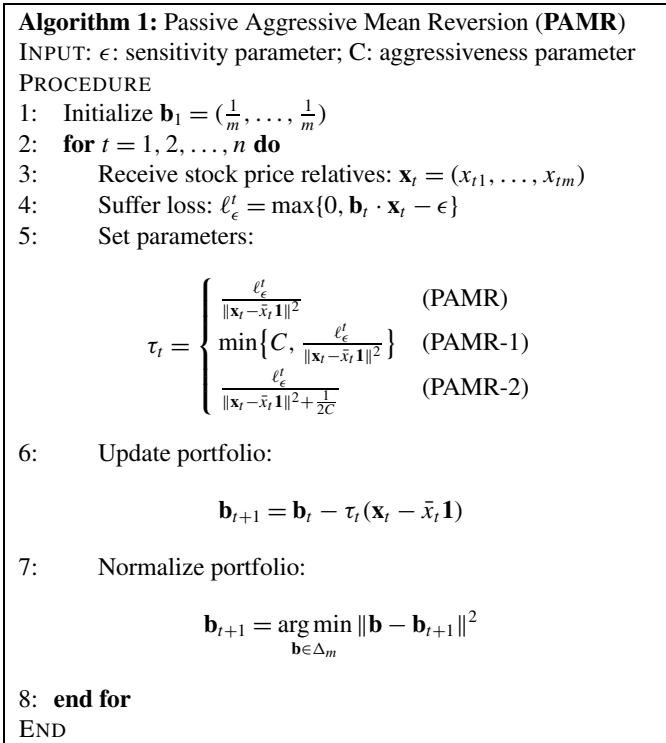 Algorithm 1: Passive Aggressive Mean Reversion (PAMR)
INPUT: ϵ: sensitivity parameter; C: aggressiveness parameter
PROCEDURE
1: Initialize b₁ = (1/m, . . . , 1/m)
2: for t = 1, 2, . . . , n do
3: Receive stock price relatives: xₜ = (xₜ₁, . . . , xₜₘ)
4: Suffer loss: ℓ_ϵ^t = max{0, bₜ · xₜ − ϵ}
5: Set parameters:
τₜ = { ℓ_ϵ^t / ‖xₜ − x̄ₜ1‖² (PAMR)
min{C, ℓ_ϵ^t / ‖xₜ − x̄ₜ1‖²} (PAMR-1)
ℓ_ϵ^t / (‖xₜ − x̄ₜ1‖² + 1/2C) (PAMR-2)
6: Update portfolio:
bₜ₊₁ = bₜ − τₜ(xₜ − x̄ₜ1)
7: Normalize portfolio:
bₜ₊₁ = arg min ‖b − bₜ₊₁‖²
b∈Δₘ
8: end for
END